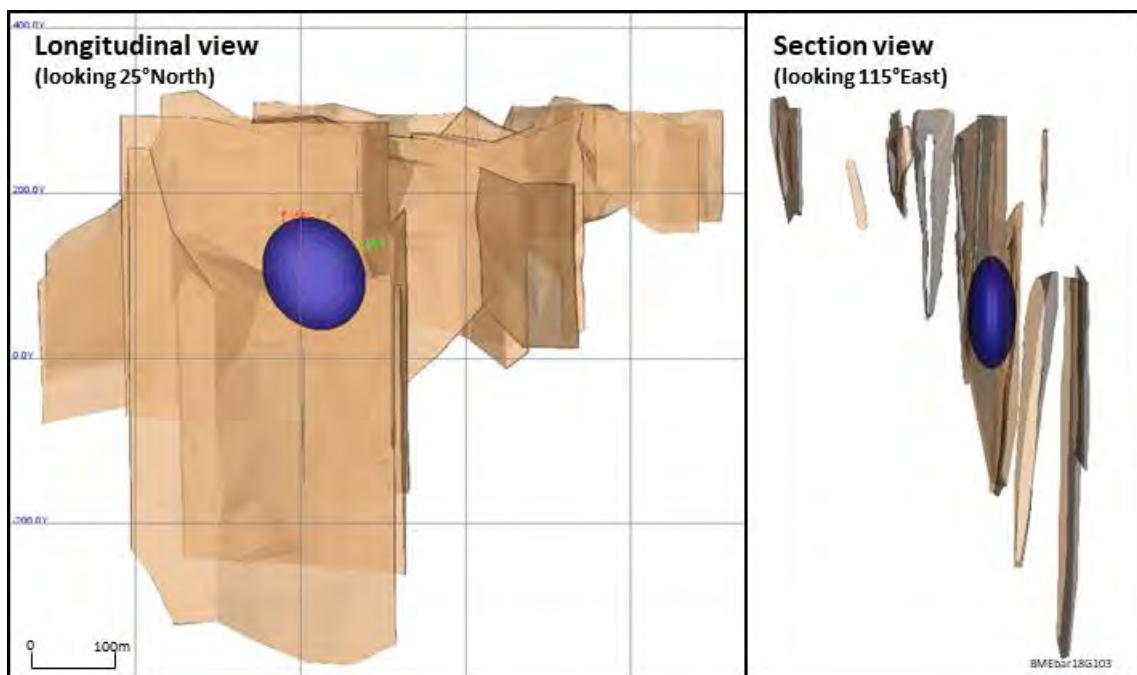 400.0Y
Longitudinal view
(looking 25°North)
200.0Y
0.0Y
-200.0Y
0
100m
Section view
(looking 115°East)
BMEbar18G103